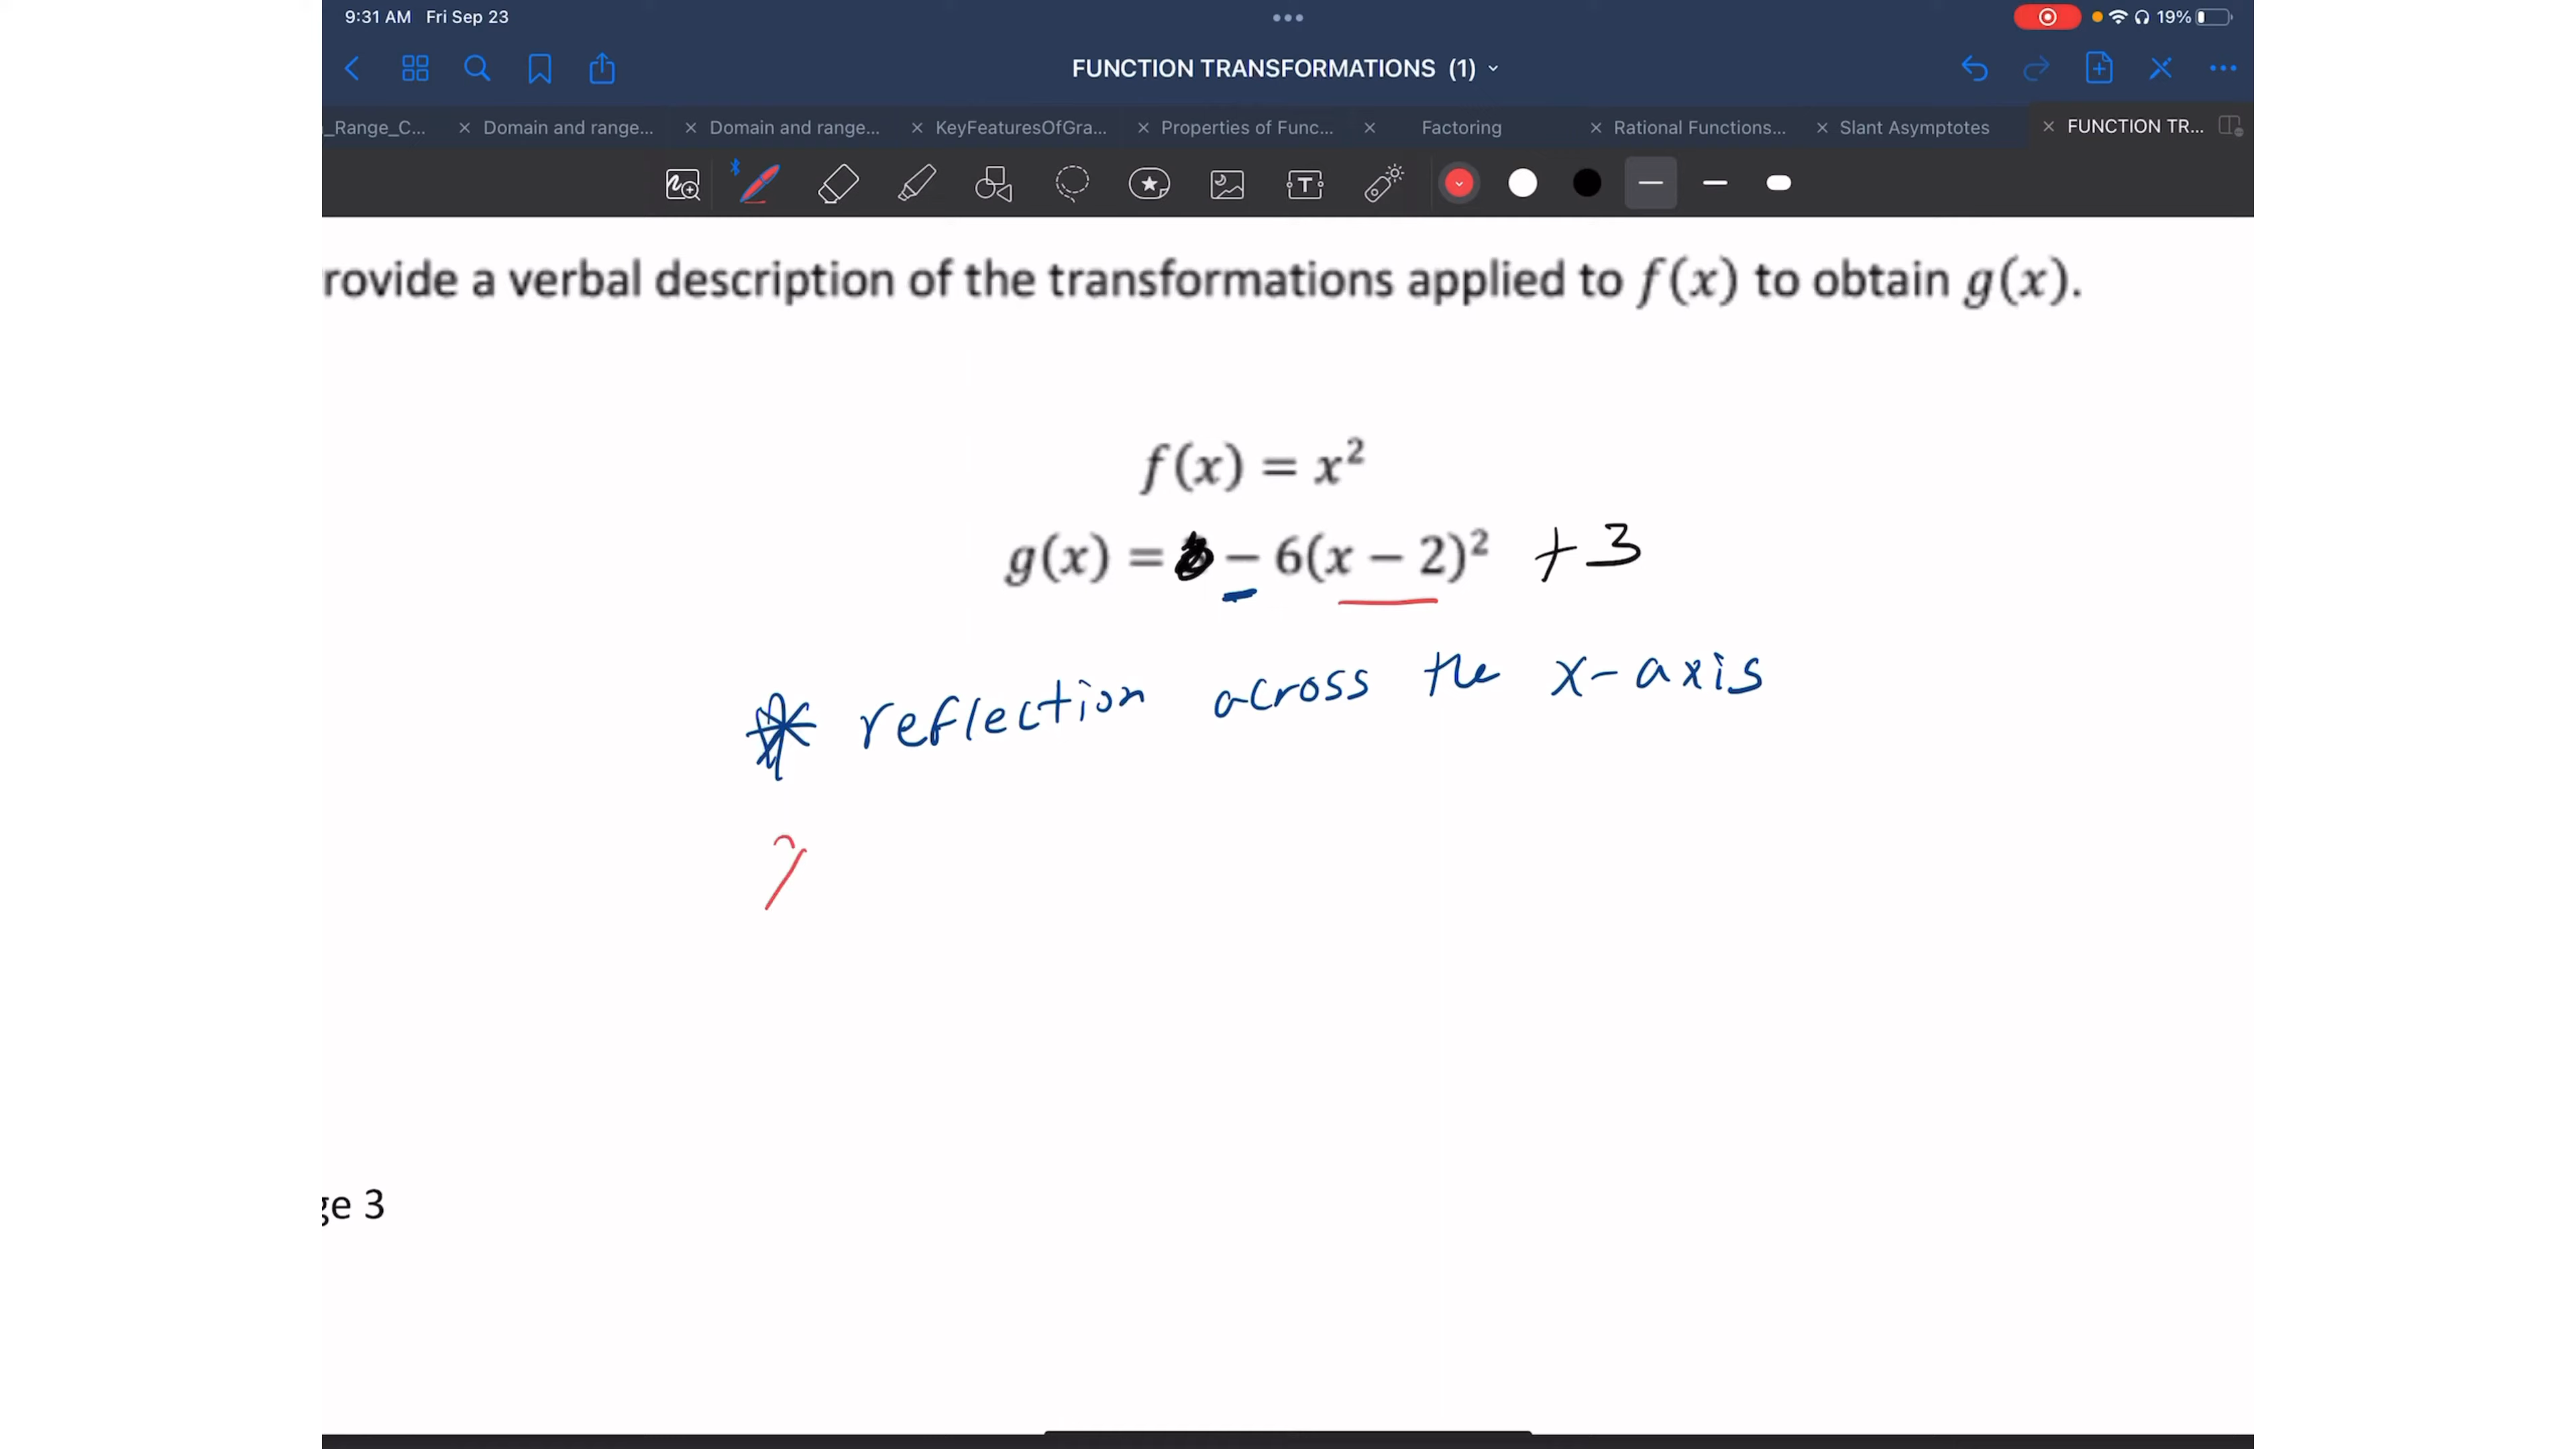 9:31 AM Fri Sep 23
19%
FUNCTION TRANSFORMATIONS (1)
_Range_C... Domain and range... Domain and range... KeyFeaturesOfGra... Properties of Func... Factoring Rational Functions... Slant Asymptotes FUNCTION TR...
rovide a verbal description of the transformations applied to f(x) to obtain g(x).
f(x) = x²
g(x) = − 6(x − 2)² + 3
* reflection across the x-axis
ge 3